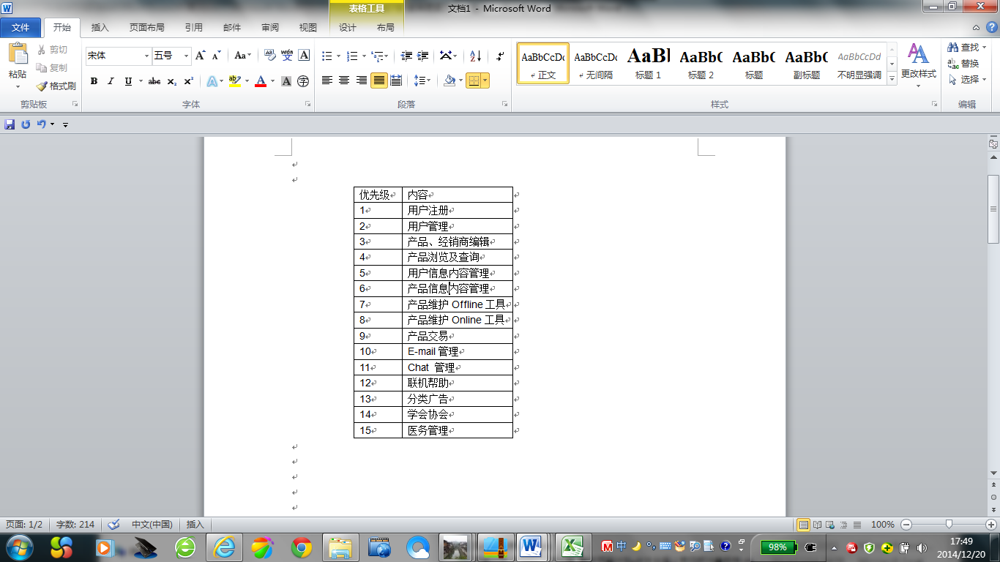 表格工具
文档1 - Microsoft Word
文件 开始 插入 页面布局 引用 邮件 审阅 视图 设计 布局
粘贴
剪切
复制
格式刷
剪贴板
宋体 五号 Aa wén A
B I U abc x₂ x² A ab A A 字
字体
段落
AaBbCcDc AaBbCcDc AaBl AaBbC AaBbC AaBbC AaBbCcDd
正文 无间隔 标题 1 标题 2 标题 副标题 不明显强调
更改样式
样式
查找
替换
选择
编辑
优先级 内容
1 用户注册
2 用户管理
3 产品、经销商编辑
4 产品浏览及查询
5 用户信息内容管理
6 产品信息内容管理
7 产品维护 Offline 工具
8 产品维护 Online 工具
9 产品交易
10 E-mail 管理
11 Chat 管理
12 联机帮助
13 分类广告
14 学会协会
15 医务管理
页面: 1/2 字数: 214 中文(中国) 插入 100%
中 98% 17:49
2014/12/20